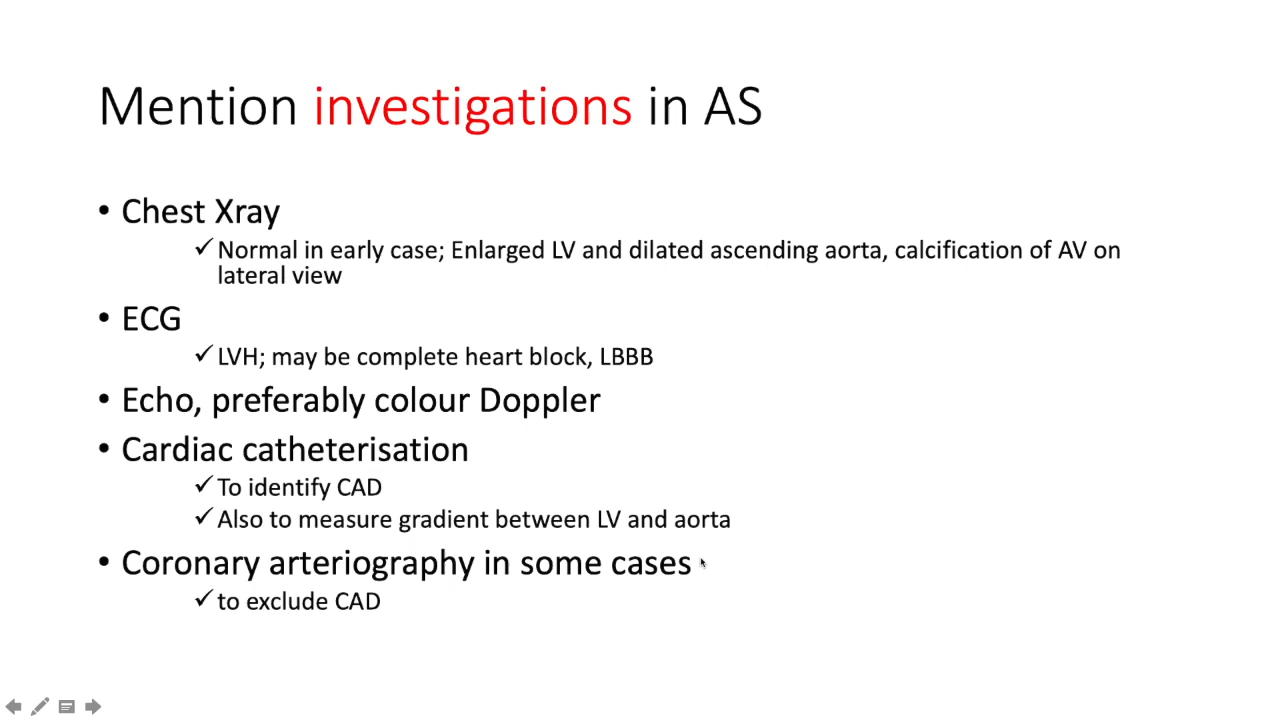 Mention investigations in AS
• Chest Xray
✓ Normal in early case; Enlarged LV and dilated ascending aorta, calcification of AV on
lateral view
• ECG
✓ LVH; may be complete heart block, LBBB
• Echo, preferably colour Doppler
• Cardiac catheterisation
✓ To identify CAD
✓ Also to measure gradient between LV and aorta
• Coronary arteriography in some cases
✓ to exclude CAD